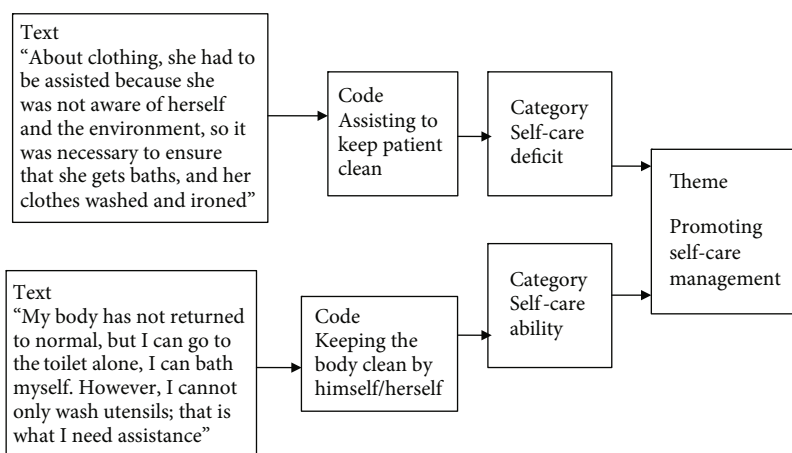 Text
“About clothing, she had to
be assisted because she
was not aware of herself
and the environment, so it
was necessary to ensure
that she gets baths, and her
clothes washed and ironed”
Code
Assisting to
keep patient
clean
Category
Self-care
deficit
Theme
Promoting
self-care
management
Text
“My body has not returned
to normal, but I can go to
the toilet alone, I can bath
myself. However, I cannot
only wash utensils; that is
what I need assistance”
Code
Keeping the
body clean by
himself/herself
Category
Self-care
ability